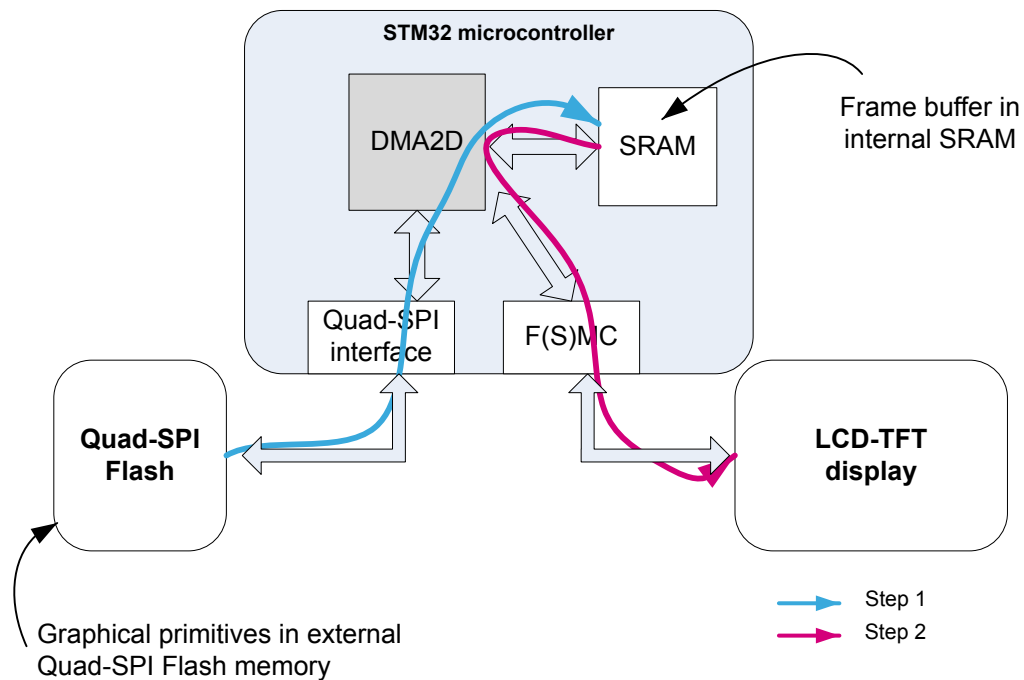 STM32 microcontroller
DMA2D
SRAM
Frame buffer in
internal SRAM
Quad-SPI
interface
F(S)MC
Quad-SPI
Flash
LCD-TFT
display
Step 1
Step 2
Graphical primitives in external
Quad-SPI Flash memory